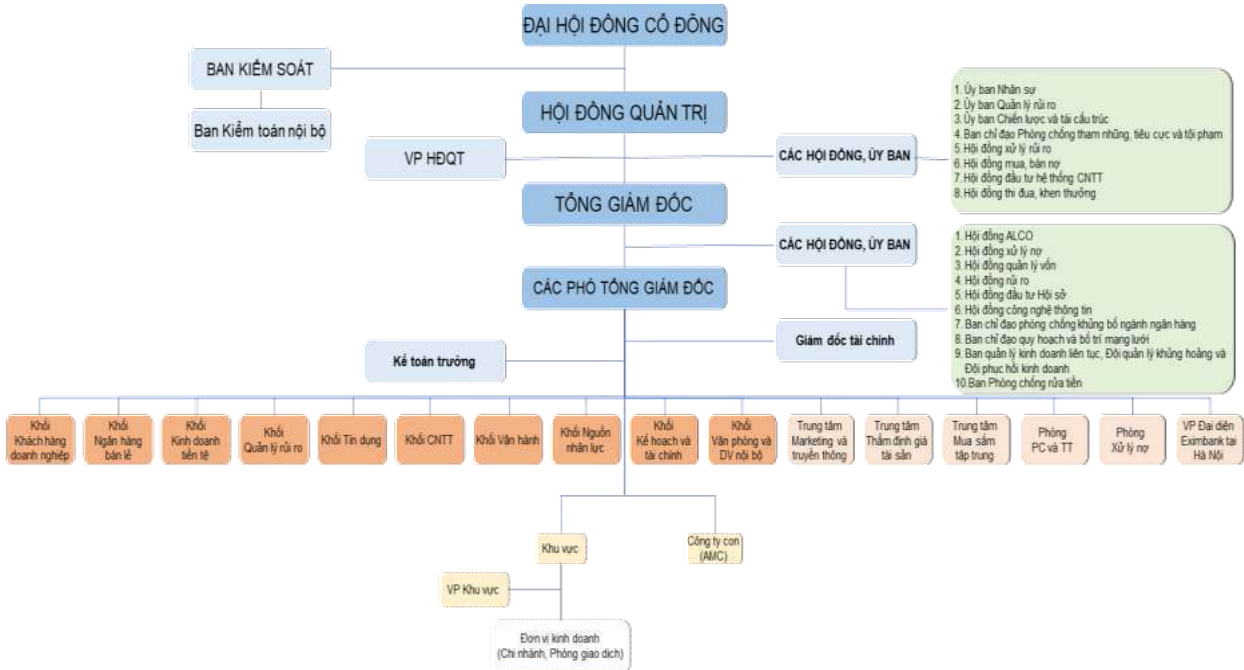 ĐẠI HỘI ĐỒNG CỔ ĐÔNG
BAN KIỂM SOÁT
Ban Kiểm toán nội bộ
HỘI ĐỒNG QUẢN TRỊ
VP HĐQT
CÁC HỘI ĐỒNG, ỦY BAN
1. Ủy ban Nhân sự
2. Ủy ban Quản lý rủi ro
3. Ủy ban Chiến lược và tái cấu trúc
4. Ban chỉ đạo Phòng chống tham nhũng, tiêu cực và tội phạm
5. Hội đồng xử lý rủi ro
6. Hội đồng mua, bán nợ
7. Hội đồng đầu tư hệ thống CNTT
8. Hội đồng thi đua, khen thưởng
TỔNG GIÁM ĐỐC
CÁC HỘI ĐỒNG, ỦY BAN
1. Hội đồng ALCO
2. Hội đồng xử lý nợ
3. Hội đồng quản lý vốn
4. Hội đồng rủi ro
5. Hội đồng đầu tư Hội sở
6. Hội đồng công nghệ thông tin
7. Ban chỉ đạo phòng chống khủng bố ngành ngân hàng
8. Ban chỉ đạo quy hoạch và bố trí mạng lưới
9. Ban quản lý kinh doanh liên tục, Đội quản lý khủng hoảng và
Đội phục hồi kinh doanh
10. Ban Phòng chống rửa tiền
CÁC PHÓ TỔNG GIÁM ĐỐC
Giám đốc tài chính
Kế toán trưởng
Khối
Khách hàng
doanh nghiệp
Khối
Ngân hàng
bán lẻ
Khối
Kinh doanh
tiền tệ
Khối
Quản lý rủi ro
Khối Tín dụng
Khối CNTT
Khối Vận hành
Khối Nguồn
nhân lực
Khối
Kế hoạch và
tài chính
Khối
Văn phòng và
DV nội bộ
Trung tâm
Marketing và
truyền thông
Trung tâm
Thẩm định giá
tài sản
Trung tâm
Mua sắm
tập trung
Phòng
PC và TT
Phòng
Xử lý nợ
VP Đại diện
Eximbank tại
Hà Nội
Khu vực
Công ty con
(AMC)
VP Khu vực
Đơn vị kinh doanh
(Chi nhánh, Phòng giao dịch)